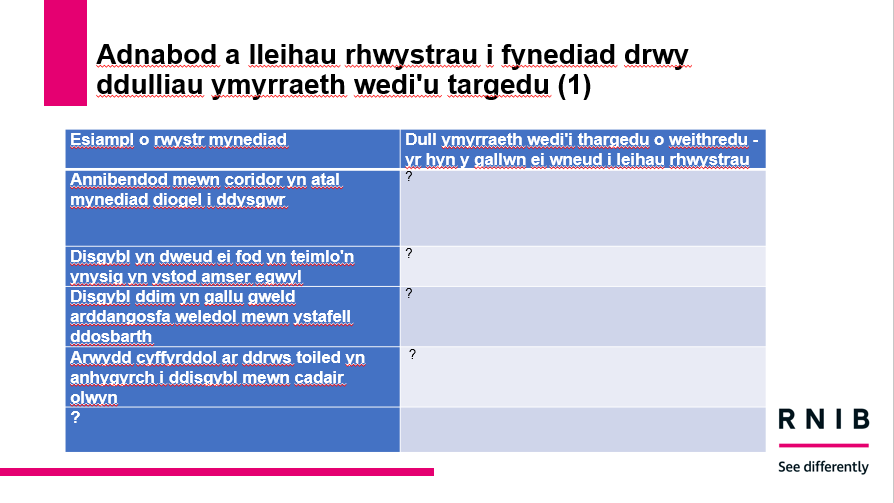 Adnabod a lleihau rhwystrau i fynediad drwy
ddulliau ymyrraeth wedi'u targedu (1)
Esiampl o rwystr mynediad
Dull ymyrraeth wedi'i thargedu o weithredu -
yr hyn y gallwn ei wneud i leihau rhwystrau
Annibendod mewn coridor yn atal
mynediad diogel i ddysgwr
?
Disgybl yn dweud ei fod yn teimlo'n
ynysig yn ystod amser egwyl
?
Disgybl ddim yn gallu gweld
arddangosfa weledol mewn ystafell
ddosbarth
?
Arwydd cyffyrddol ar ddrws toiled yn
anhygyrch i ddisgybl mewn cadair
olwyn
?
?
RNIB
See differently